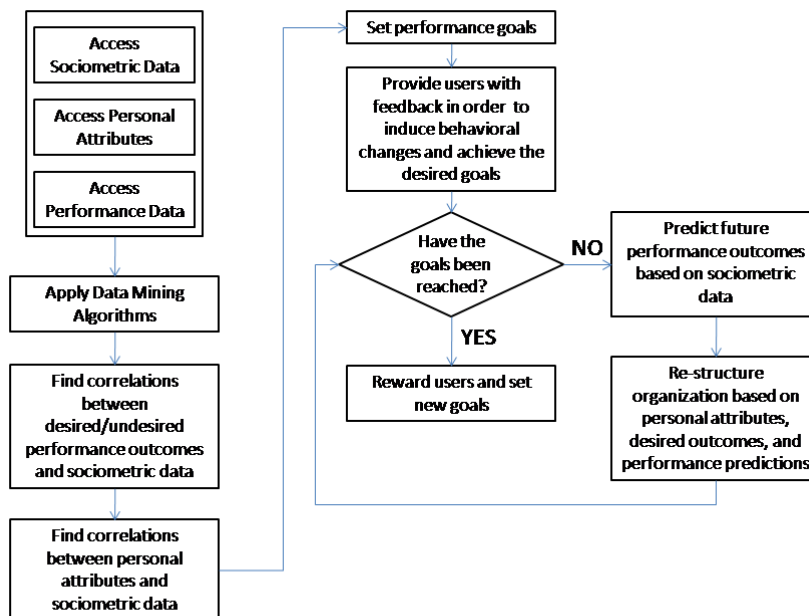 Access
Sociometric Data
Access Personal
Attributes
Access
Performance Data
Apply Data Mining
Algorithms
Find correlations
between
desired/undesired
performance outcomes
and sociometric data
Find correlations
between personal
attributes and
sociometric data
Set performance goals
Provide users with
feedback in order to
induce behavioral
changes and achieve the
desired goals
Have the
goals been
reached?
NO
YES
Reward users and set
new goals
Predict future
performance outcomes
based on sociometric
data
Re-structure
organization based on
personal attributes,
desired outcomes, and
performance predictions